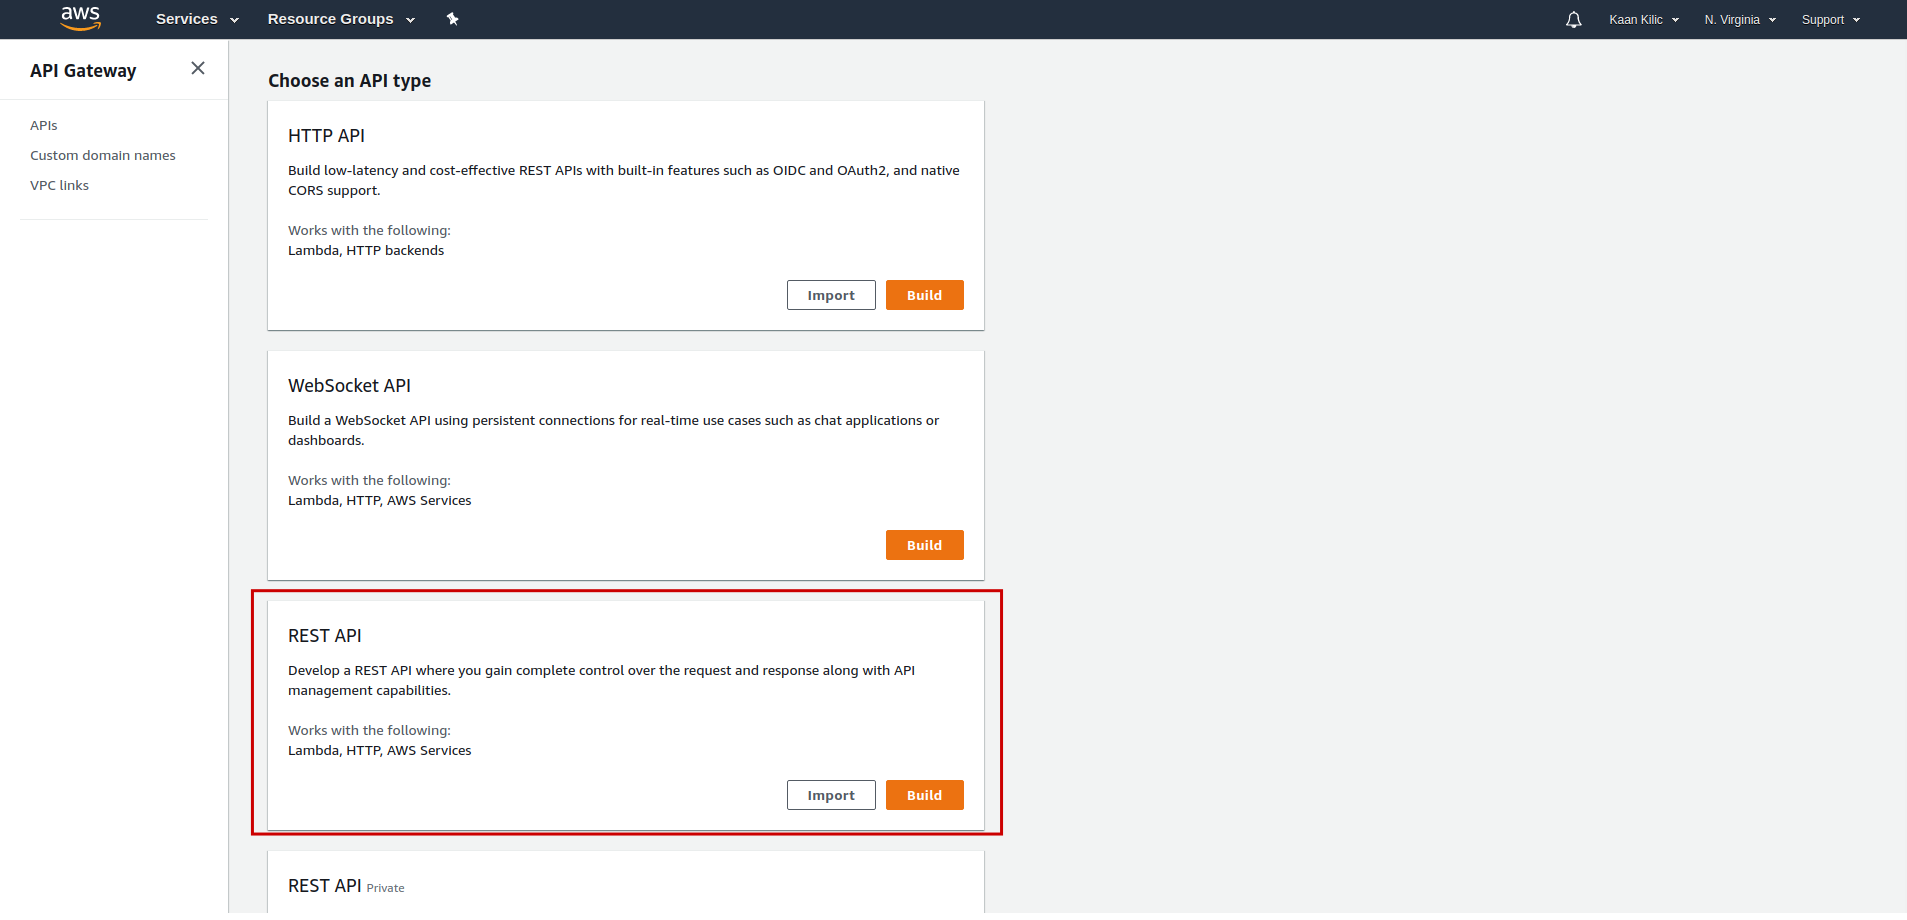 aws Services Resource Groups Kaan Kilic N. Virginia Support
API Gateway
APIs
Custom domain names
VPC links
Choose an API type
HTTP API
Build low-latency and cost-effective REST APIs with built-in features such as OIDC and OAuth2, and native
CORS support.
Works with the following:
Lambda, HTTP backends
Import Build
WebSocket API
Build a WebSocket API using persistent connections for real-time use cases such as chat applications or
dashboards.
Works with the following:
Lambda, HTTP, AWS Services
Build
REST API
Develop a REST API where you gain complete control over the request and response along with API
management capabilities.
Works with the following:
Lambda, HTTP, AWS Services
Import Build
REST API Private